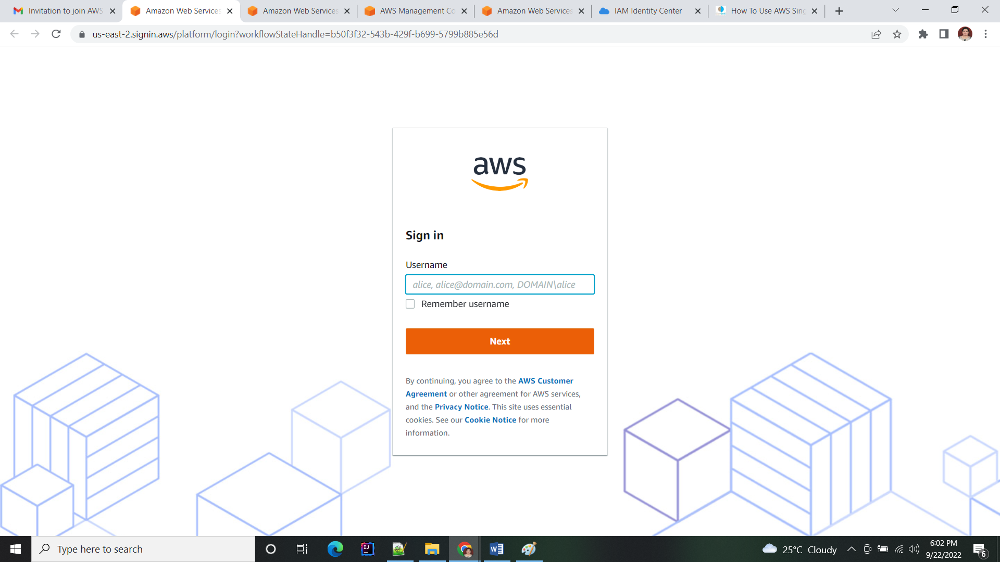 Invitation to join AWS
Amazon Web Services
Amazon Web Services
AWS Management Co
Amazon Web Services
IAM Identity Center
How To Use AWS Sing
us-east-2.signin.aws/platform/login?workflowStateHandle=b50f3f32-543b-429f-b699-5799b885e56d
aws
Sign in
Username
alice, alice@domain.com, DOMAIN\alice
Remember username
Next
By continuing, you agree to the AWS Customer
Agreement or other agreement for AWS services,
and the Privacy Notice. This site uses essential
cookies. See our Cookie Notice for more
information.
Type here to search
IJ
W
25°C Cloudy
6:02 PM
9/22/2022
6